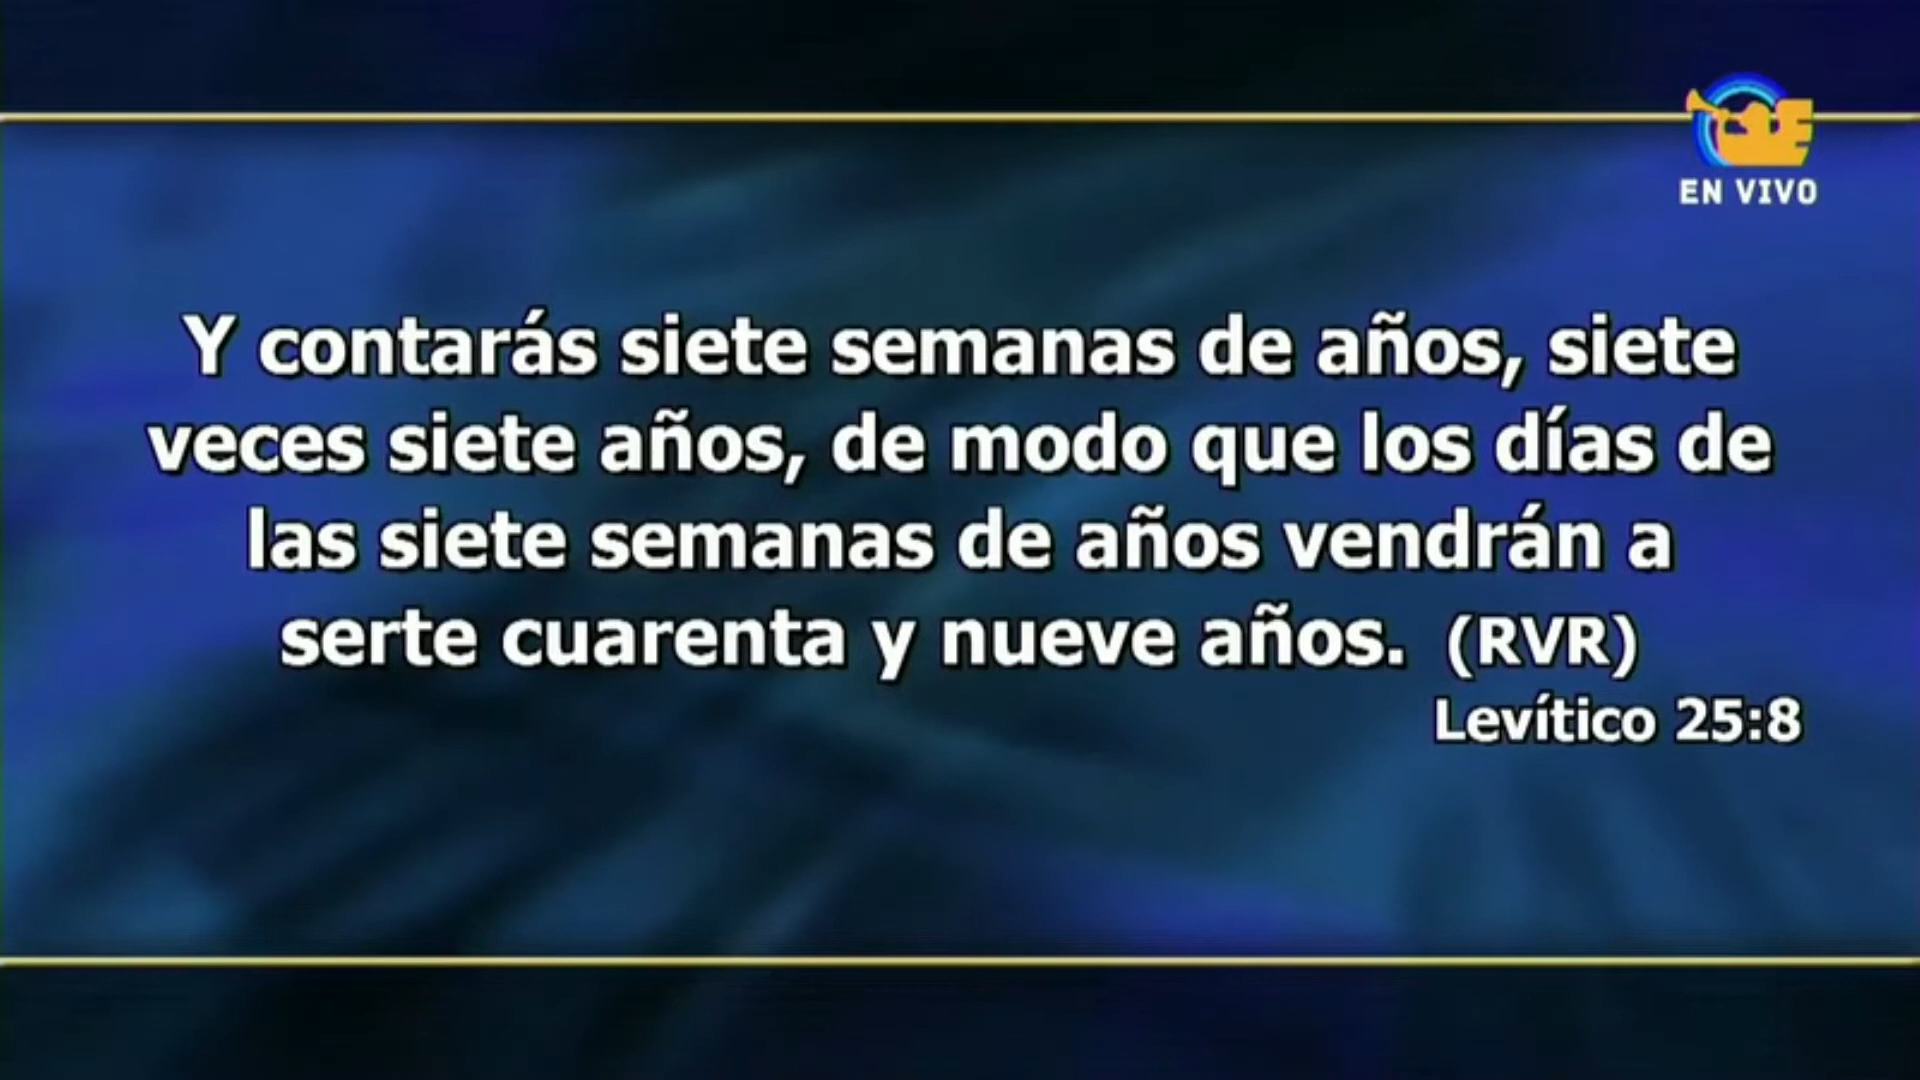 EN VIVO
Y contarás siete semanas de años, siete
veces siete años, de modo que los días de
las siete semanas de años vendrán a
serte cuarenta y nueve años. (RVR)
Levítico 25:8